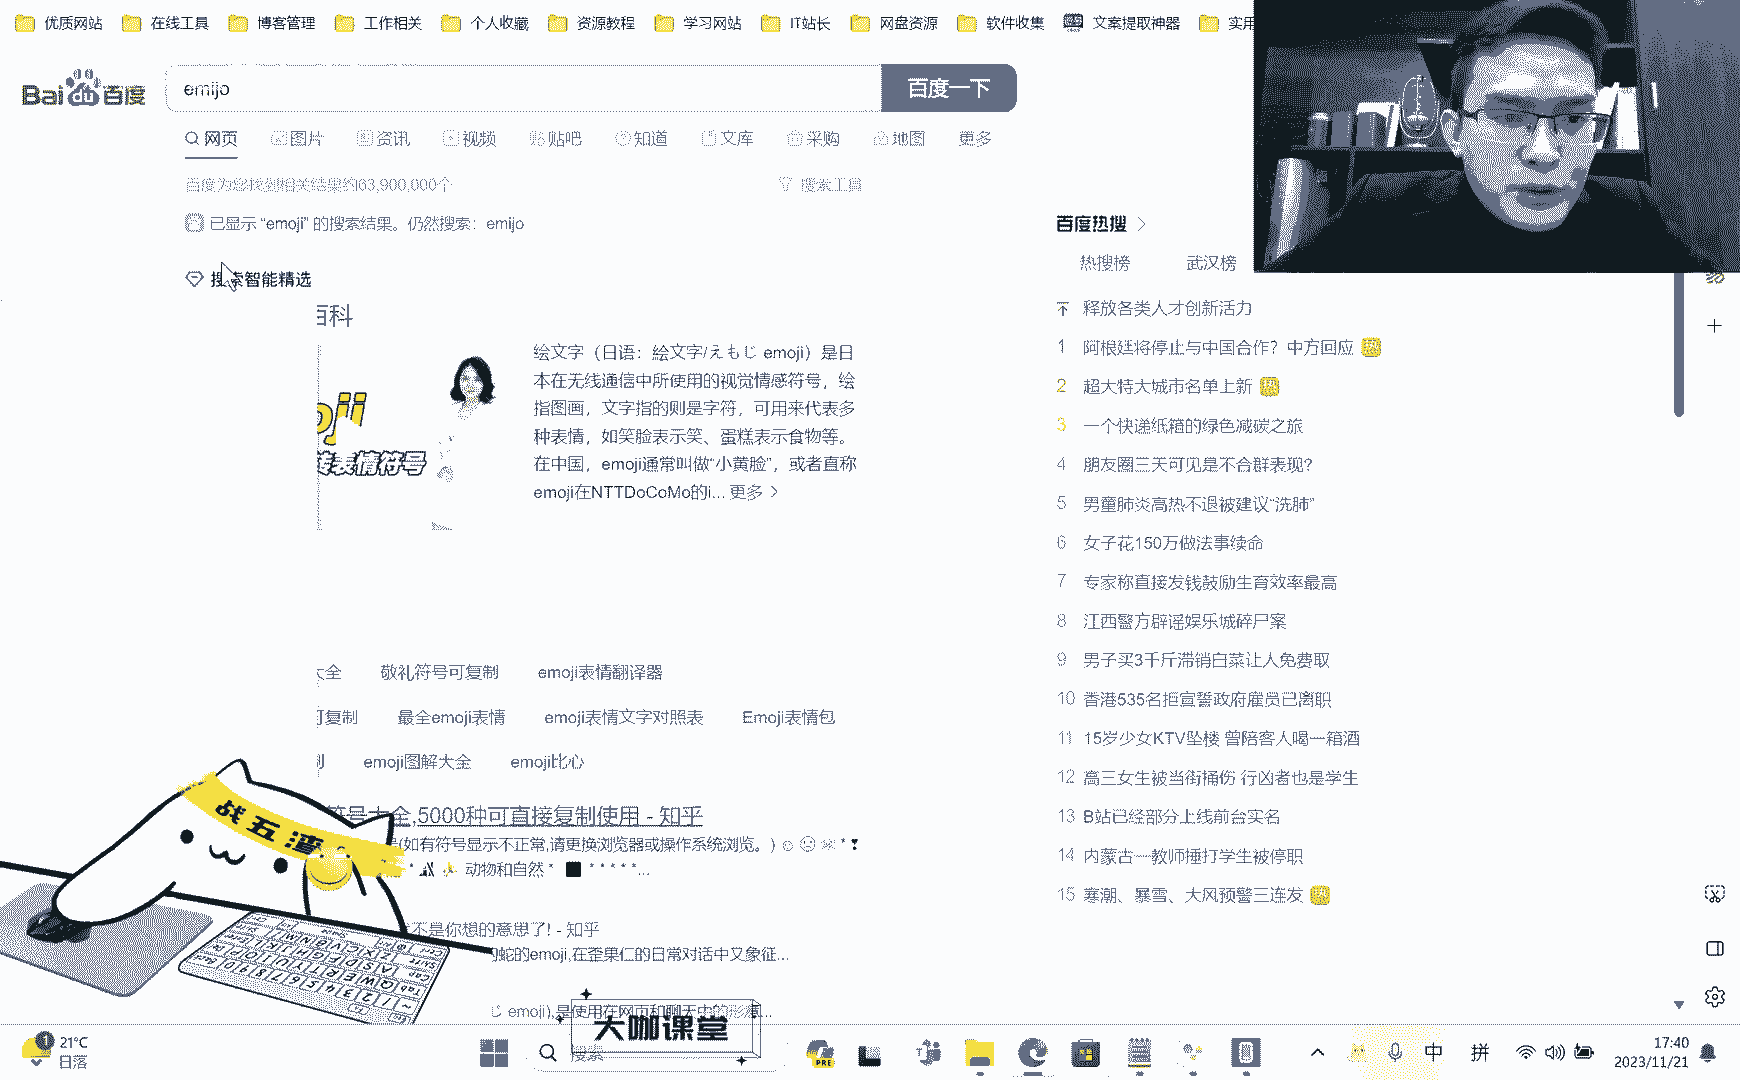 优质网站 在线工具 博客管理 工作相关 个人收藏 资源教程 学习网站 IT站长 网盘资源 软件收集 文案提取神器 实用
Bai du 百度 emijo 百度一下
网页 图片 资讯 视频 贴吧 知道 文库 采购 地图 更多
百度为您找到相关结果约63,900,000个 搜索工具
已显示 “emoji” 的搜索结果。仍然搜索：emijo
搜索智能精选
百科
绘文字（日语：绘文字/えもじ emoji）是日
本在无线通信中所使用的视觉情感符号，绘
指图画，文字指的则是字符，可用来代表多
种表情，如笑脸表示笑、蛋糕表示食物等。
在中国，emoji通常叫做“小黄脸”，或者直称
emoji在NTTDoCoMo的i... 更多 >
oji
表情符号
大全 敬礼符号可复制 emoji表情翻译器
可复制 最全emoji表情 emoji表情文字对照表 Emoji表情包
emoji图解大全 emoji比心
符号大全,5000种可直接复制使用 - 知乎
(如有符号显示不正常,请更换浏览器或操作系统浏览。) ☺ ☹ * ❣
* 动物和自然 * ■ * * * * *...
不是你想的意思了! - 知乎
蛇的emoji,在歪果仁的日常对话中又象征...
じ emoji),是使用在网页和聊天中的形意...
百度热搜 >
热搜榜 武汉榜
释放各类人才创新活力
1 阿根廷将停止与中国合作？中方回应 热
2 超大特大城市名单上新 热
3 一个快递纸箱的绿色减碳之旅
4 朋友圈三天可见是不合群表现?
5 男童肺炎高热不退被建议“洗肺”
6 女子花150万做法事续命
7 专家称直接发钱鼓励生育效率最高
8 江西警方辟谣娱乐城碎尸案
9 男子买3千斤滞销白菜让人免费取
10 香港535名拒宣誓政府雇员已离职
11 15岁少女KTV坠楼 曾陪客人喝一箱酒
12 高三女生被当街捅伤 行凶者也是学生
13 B站已经部分上线前台实名
14 内蒙古一教师捶打学生被停职
15 寒潮、暴雪、大风预警三连发
战五渣
大咖课堂
1 21°C
日落
搜索
PRE
中 拼
17:40
2023/11/21